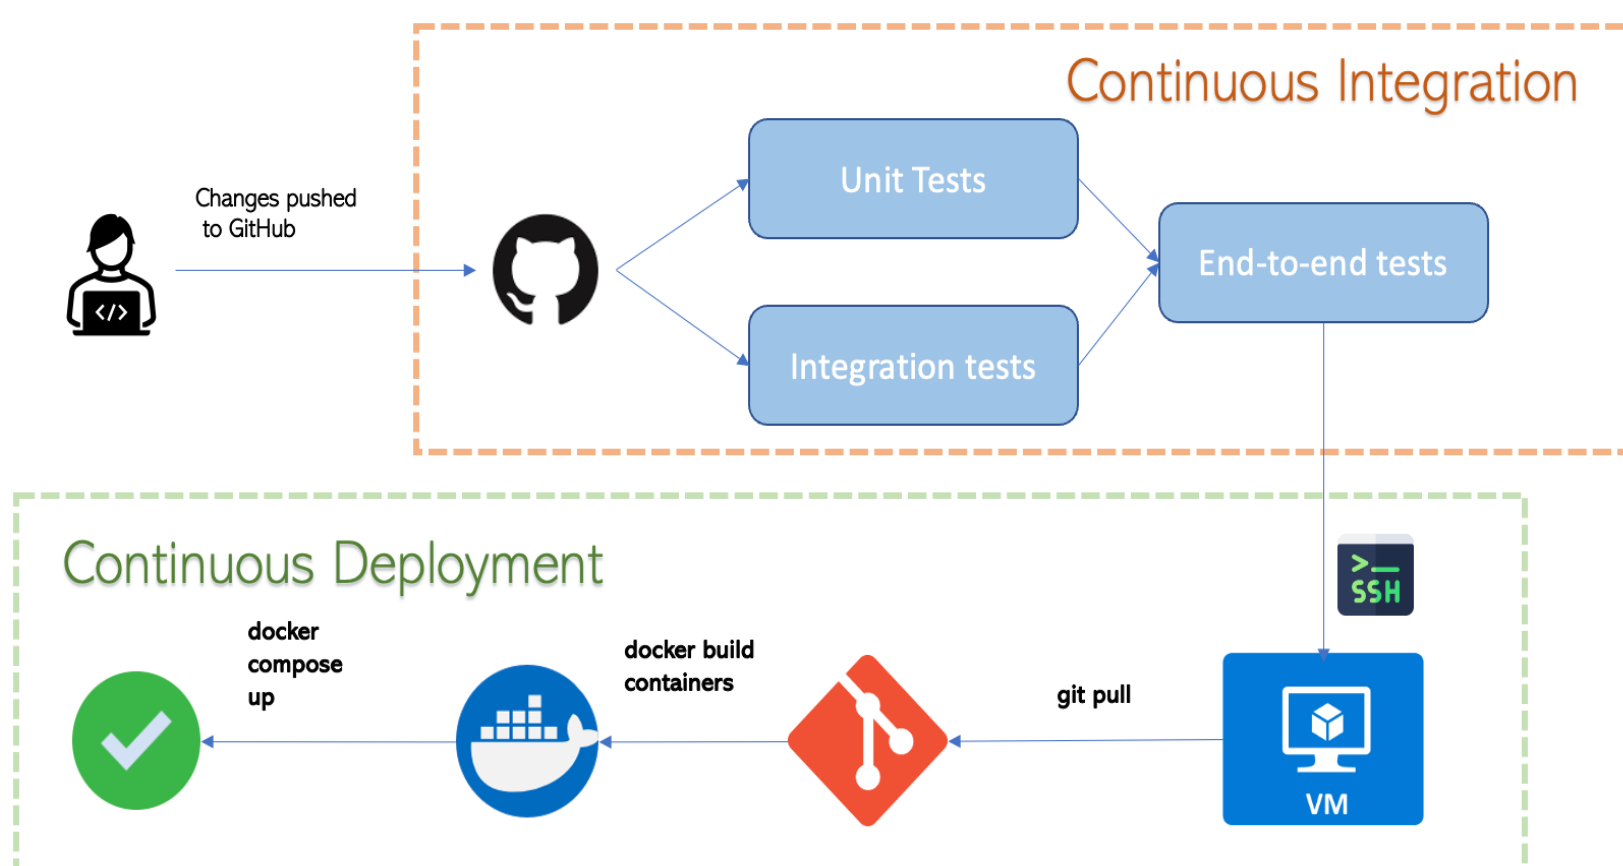 Continuous Integration
Changes pushed
to GitHub
Unit Tests
End-to-end tests
</>
Integration tests
Continuous Deployment
>_
SSH
docker
compose
up
docker build
containers
git pull
VM